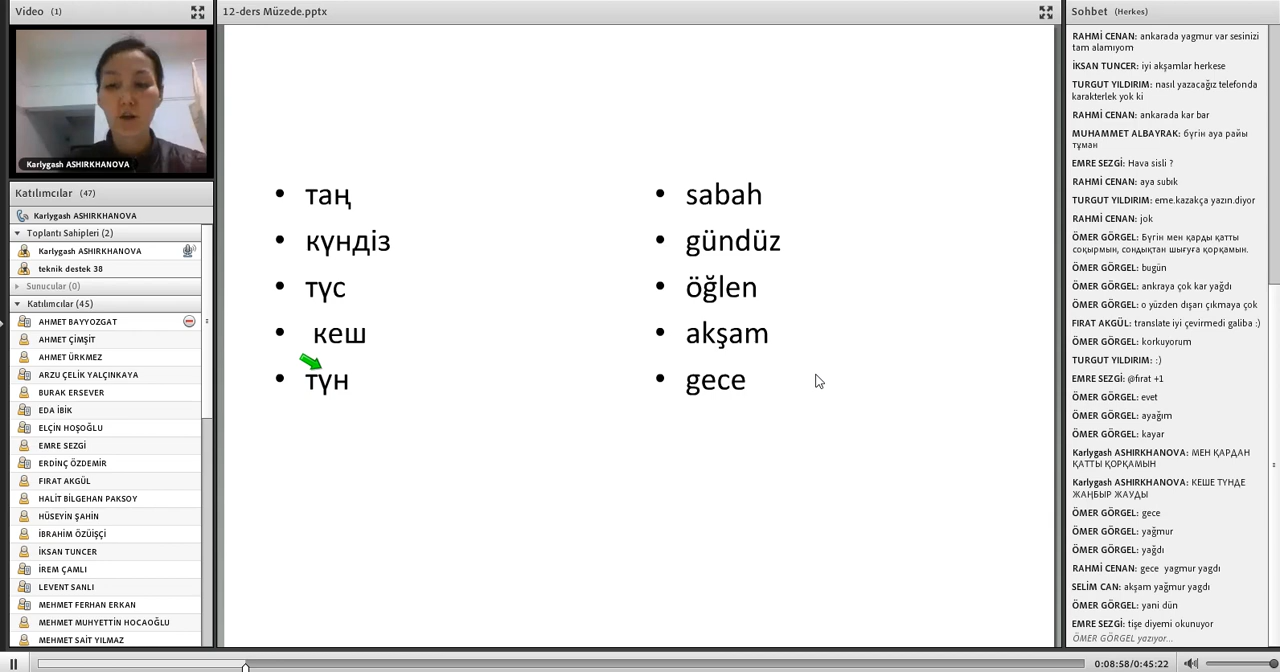 Video (1)
Karlygash ASHIRKHANOVA
Katılımcılar (47)
Karlygash ASHIRKHANOVA
Toplantı Sahipleri (2)
Karlygash ASHIRKHANOVA
teknik destek 38
Sunucular (0)
Katılımcılar (45)
AHMET BAYYOZGAT
AHMET ÇİMŞİT
AHMET ÜRKMEZ
ARZU ÇELİK YALÇINKAYA
BURAK ERSEVER
EDA İBİK
ELÇİN HOŞOĞLU
EMRE SEZGİ
ERDİNÇ ÖZDEMİR
FIRAT AKGÜL
HALİT BİLGEHAN PAKSOY
HÜSEYİN ŞAHİN
İBRAHİM ÖZÜİŞÇİ
İKSAN TUNCER
İREM ÇAMLI
LEVENT SANLI
MEHMET FERHAN ERKAN
MEHMET MUHYETTİN HOCAOĞLU
MEHMET SAİT YILMAZ
12-ders Müzede.pptx
• таң
• күндіз
• түс
• кеш
• түн
• sabah
• gündüz
• öğlen
• akşam
• gece
Sohbet (Herkes)
RAHMİ CENAN: ankarada yagmur var sesinizi
tam alamıyom
İKSAN TUNCER: iyi akşamlar herkese
TURGUT YILDIRIM: nasıl yazacağız telefonda
karakterlek yok ki
RAHMİ CENAN: ankarada kar bar
MUHAMMET ALBAYRAK: бүгін ауа райы
тұман
EMRE SEZGİ: Hava sisli ?
RAHMİ CENAN: aya subık
TURGUT YILDIRIM: eme.kazakça yazın.diyor
RAHMİ CENAN: jok
ÖMER GÖRGEL: Бүгін мен қарды қатты
соқырмын, сондықтан шығуға қорқамын.
ÖMER GÖRGEL: bugün
ÖMER GÖRGEL: ankraya çok kar yağdı
ÖMER GÖRGEL: o yüzden dışarı çıkmaya çok
FIRAT AKGÜL: translate iyi çevirmedi galiba :)
ÖMER GÖRGEL: korkuyorum
TURGUT YILDIRIM: :)
EMRE SEZGİ: @fırat +1
ÖMER GÖRGEL: evet
ÖMER GÖRGEL: ayağım
ÖMER GÖRGEL: kayar
Karlygash ASHIRKHANOVA: МЕН ҚАРДАН
ҚАТТЫ ҚОРҚАМЫН
Karlygash ASHIRKHANOVA: КЕШЕ ТҮНДЕ
ЖАҢБЫР ЖАУДЫ
ÖMER GÖRGEL: gece
ÖMER GÖRGEL: yağmur
ÖMER GÖRGEL: yağdı
RAHMİ CENAN: gece yagmur yagdı
SELİM CAN: akşam yağmur yagdı
ÖMER GÖRGEL: yani dün
EMRE SEZGİ: tişe diyemi okunuyor
ÖMER GÖRGEL yazıyor...
0:08:58/0:45:22